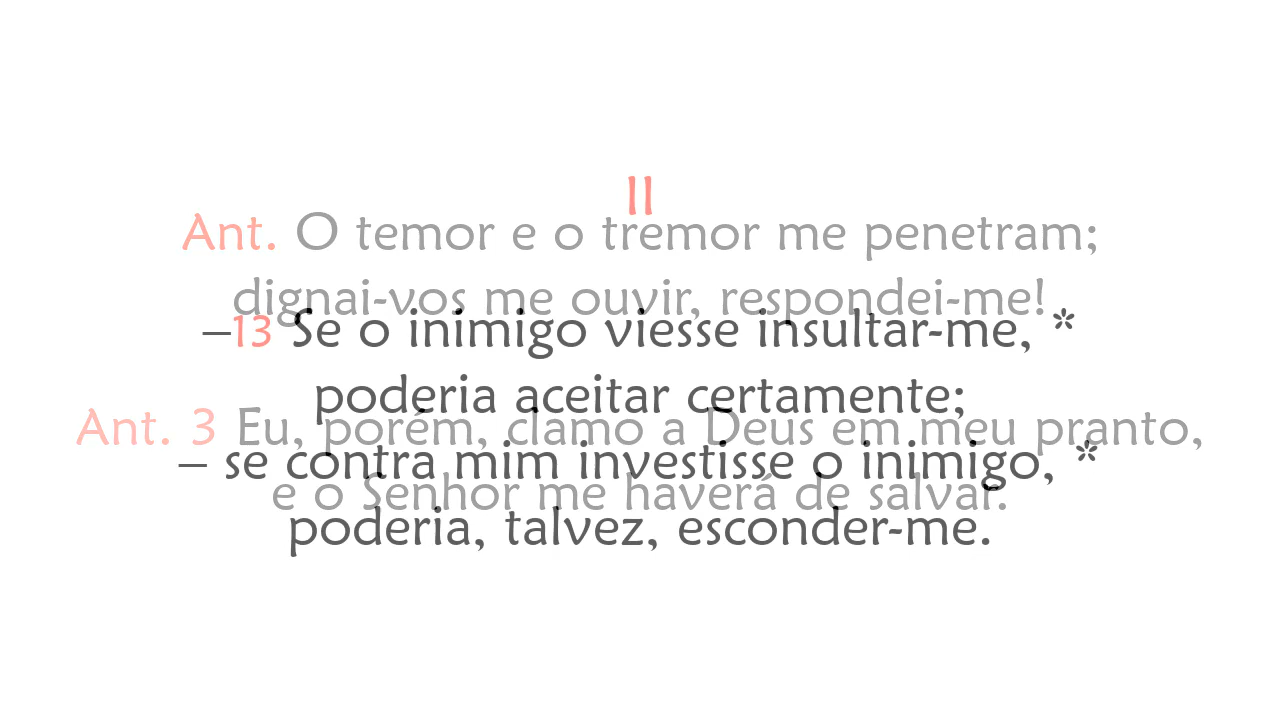 II
Ant. O temor e o tremor me penetram;
dignai-vos me ouvir, respondei-me!
–13 Se o inimigo viesse insultar-me, *
poderia aceitar certamente;
Ant. 3 Eu, porém, clamo a Deus em meu pranto,
– se contra mim investisse o inimigo, *
e o Senhor me haverá de salvar.
poderia, talvez, esconder-me.